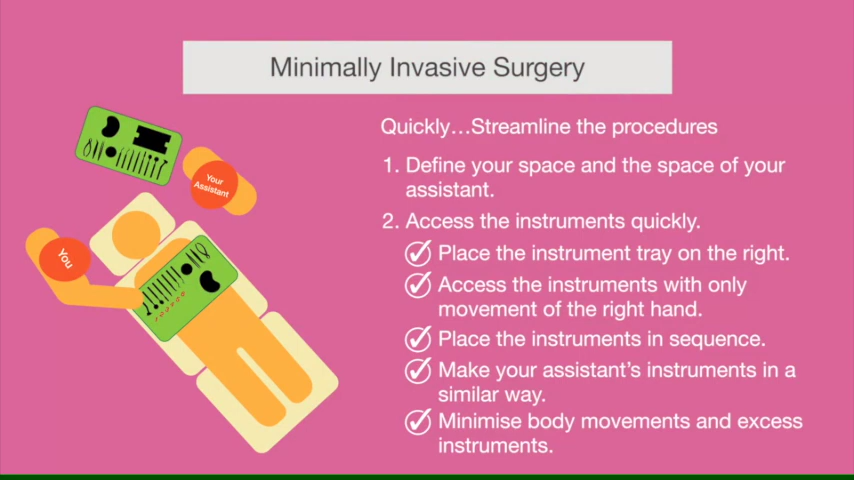 Minimally Invasive Surgery
Quickly...Streamline the procedures
1. Define your space and the space of your
assistant.
2. Access the instruments quickly.
Place the instrument tray on the right.
Access the instruments with only
movement of the right hand.
Place the instruments in sequence.
Make your assistant's instruments in a
similar way.
Minimise body movements and excess
instruments.
Your
Assistant
You